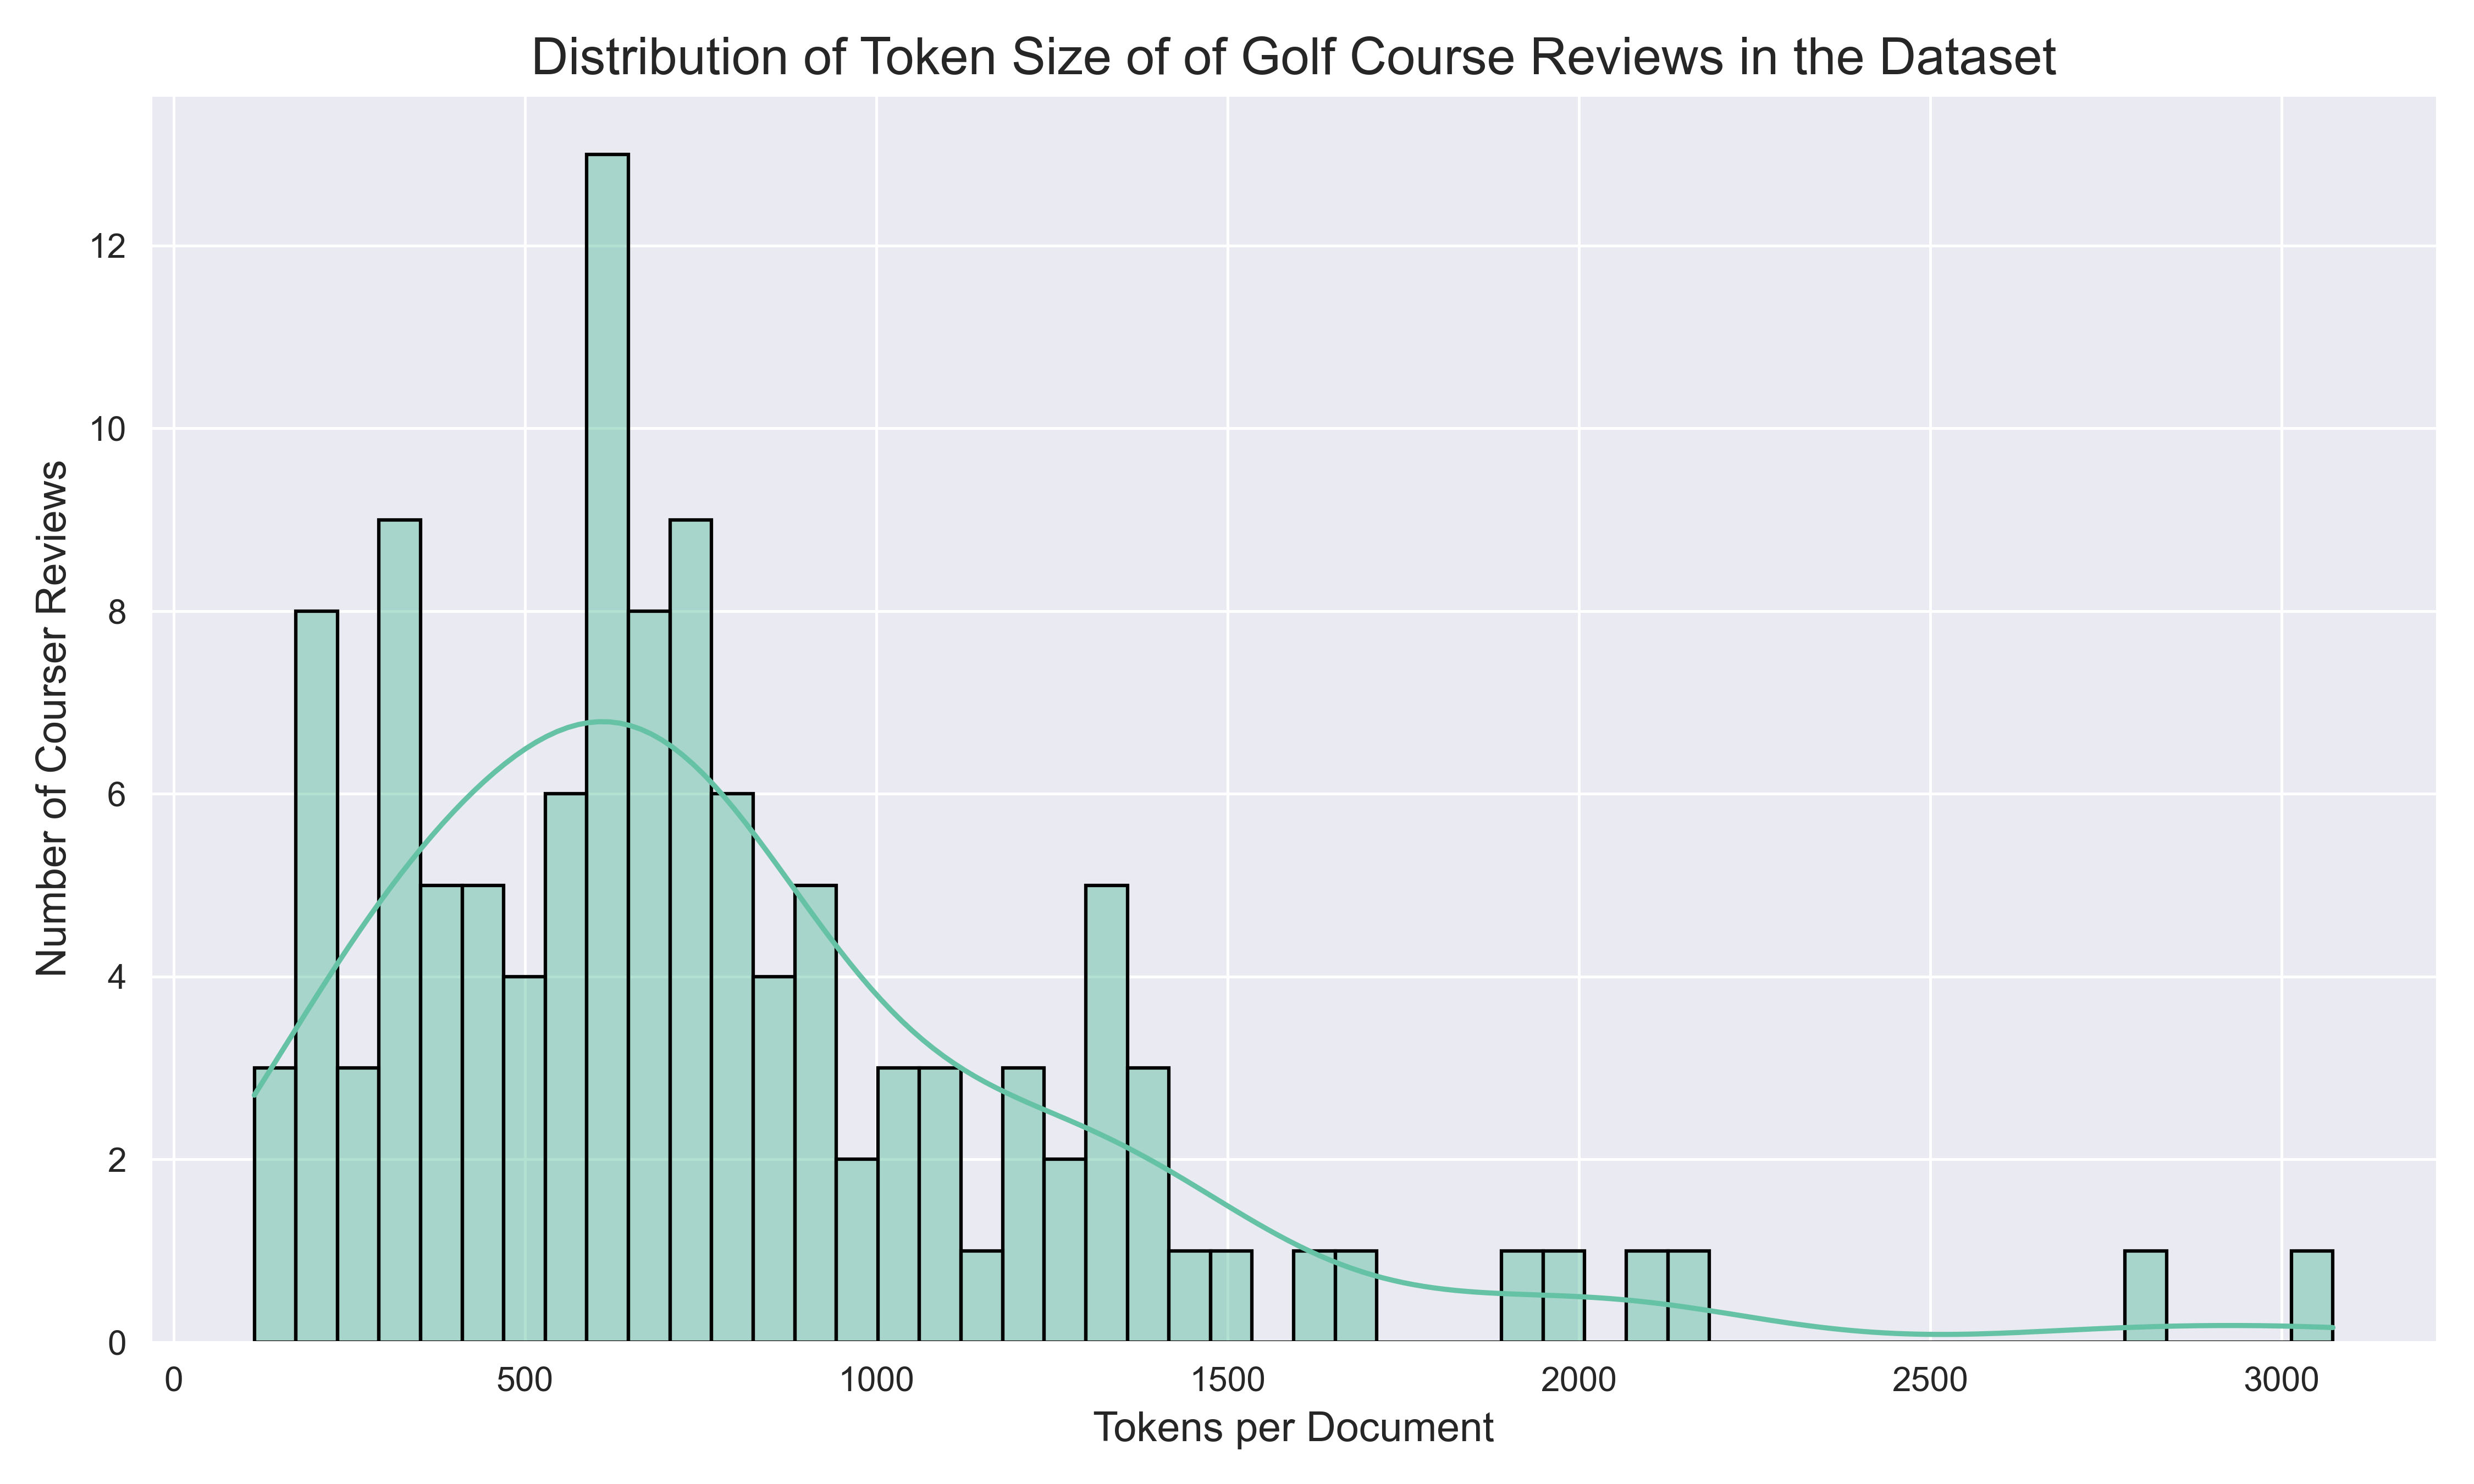 Distribution of Token Size of of Golf Course Reviews in the Dataset
Number of Courser Reviews
12
10
8
6
4
2
0
0 500 1000 1500 2000 2500 3000
Tokens per Document